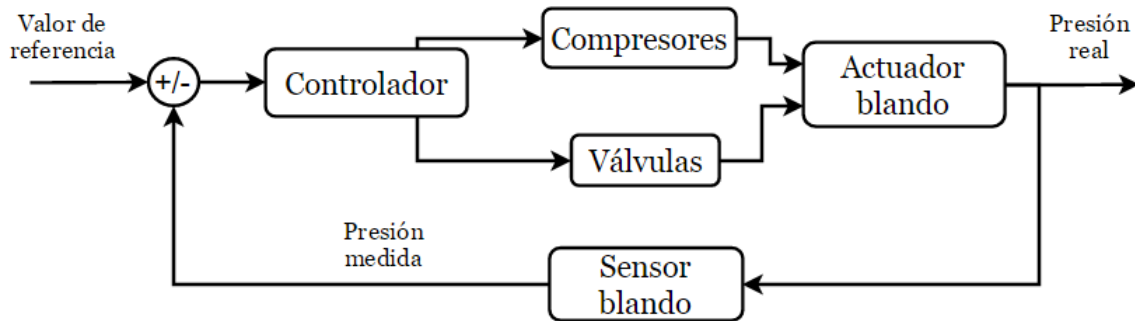 Valor de
referencia
+/-
Controlador
Compresores
Válvulas
Actuador
blando
Presión
real
Presión
medida
Sensor
blando